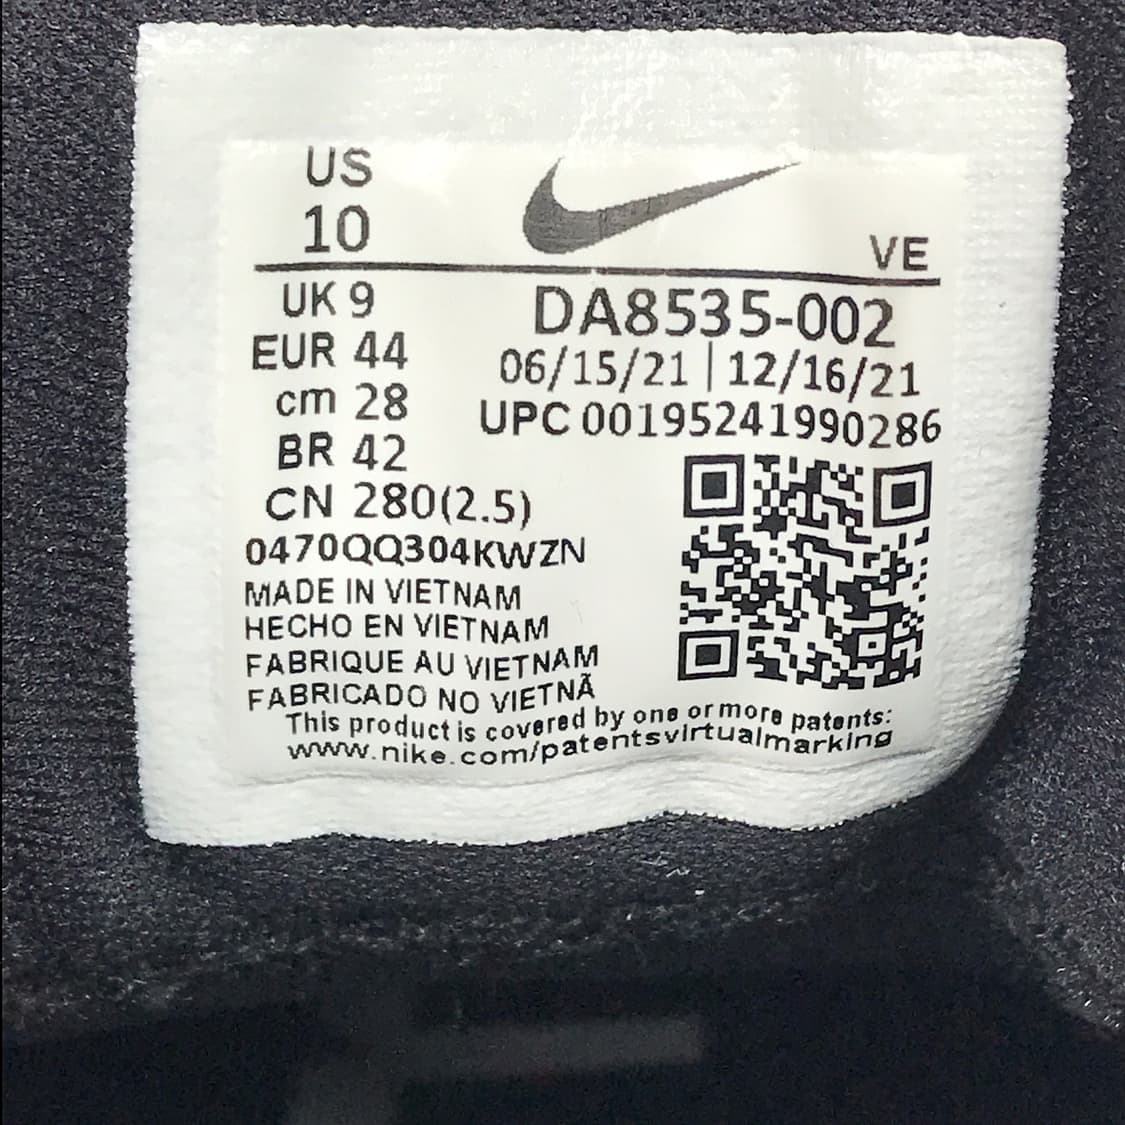 US
10
VE
UK 9
EUR 44
cm 28
BR 42
CN 280(2.5)
DA8535-002
06/15/21 | 12/16/21
UPC 00195241990286
0470QQ304KWZN
MADE IN VIETNAM
HECHO EN VIETNAM
FABRIQUE AU VIETNAM
FABRICADO NO VIETNÃ
This product is covered by one or more patents:
www.nike.com/patentsvirtualmarking